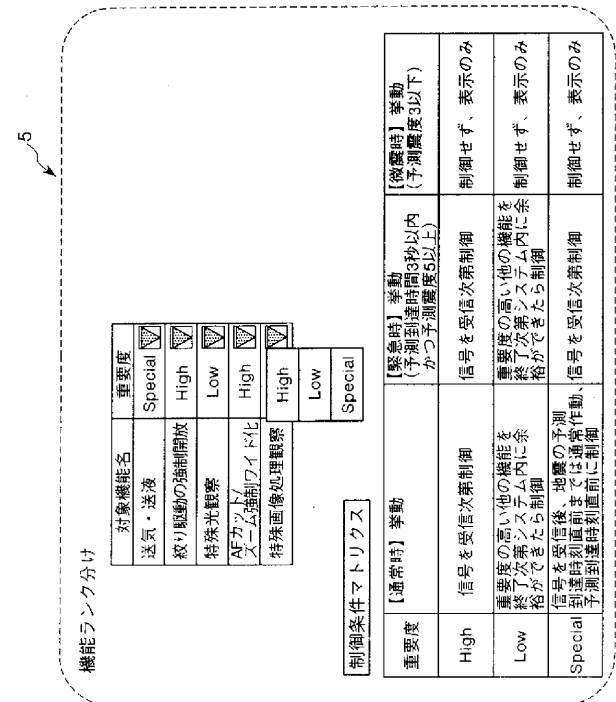 5
機能ランク分け
対象機能名 重要度
送気・送液 Special
絞り駆動の強制開放 High
特殊光観察 Low
AFカット/
ズーム強制ワイド化 High
特殊画像処理観察 High
Low
Special
制御条件マトリクス
重要度 【通常時】挙動 【緊急時】挙動
(予測到達時間3秒以内
かつ予測震度5以上) 【微震時】挙動
(予測震度3以下)
High 信号を受信次第制御 信号を受信次第制御 制御せず、表示のみ
Low 重要度の高い他の機能を
終了次第システム内に余
裕ができたら制御 重要度の高い他の機能を
終了次第システム内に余
裕ができたら制御 制御せず、表示のみ
Special 信号を受信後、地震の予測
到達時刻直前までは通常作動、
予測到達時刻直前に制御 信号を受信次第制御 制御せず、表示のみ